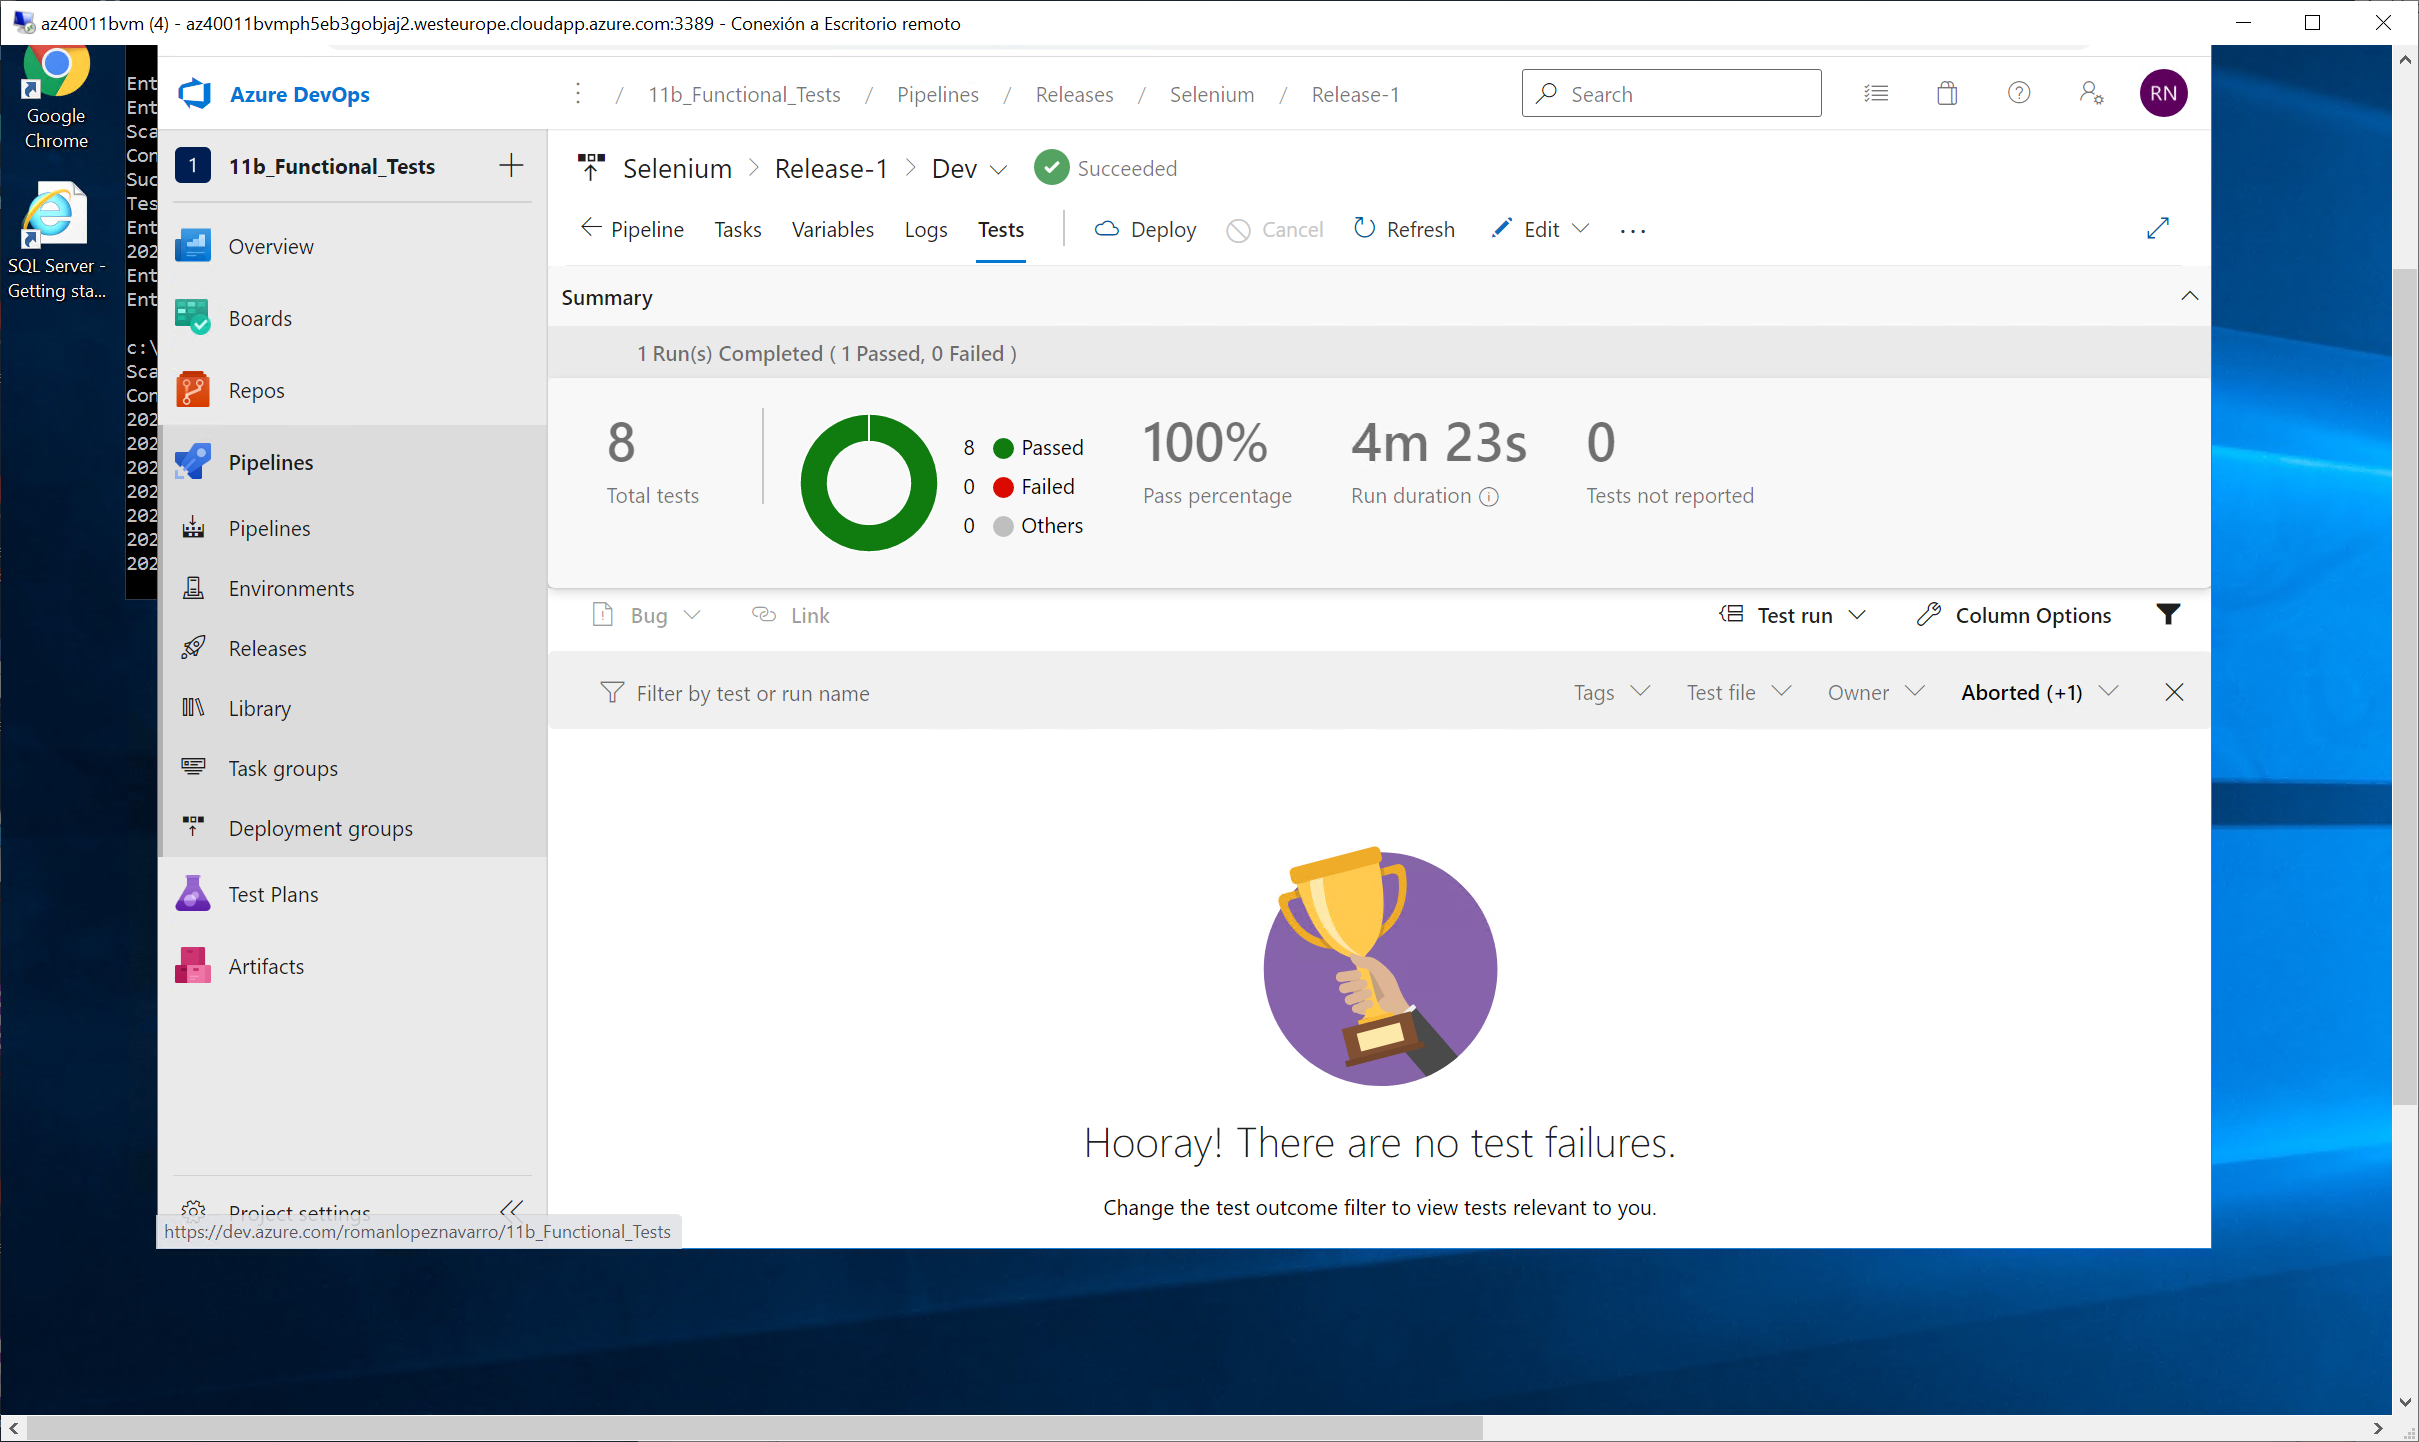 az40011bvm (4) - az40011bvmph5eb3gobjaj2.westeurope.cloudapp.azure.com:3389 - Conexión a Escritorio remoto
Google
Chrome
SQL Server -
Getting sta...
Ent
Ent
Sca
Con
Suc
Tes
Ent
202
Ent
Ent
c:\
Sca
Con
202
202
202
202
202
202
202
Azure DevOps
/ 11b_Functional_Tests / Pipelines / Releases / Selenium / Release-1
Search
RN
1 11b_Functional_Tests
Overview
Boards
Repos
Pipelines
Pipelines
Environments
Releases
Library
Task groups
Deployment groups
Test Plans
Artifacts
Project settings
https://dev.azure.com/romanlopeznavarro/11b_Functional_Tests
Selenium > Release-1 > Dev Succeeded
Pipeline Tasks Variables Logs Tests Deploy Cancel Refresh Edit ...
Summary
1 Run(s) Completed ( 1 Passed, 0 Failed )
8
Total tests
8 Passed
0 Failed
0 Others
100%
Pass percentage
4m 23s
Run duration
0
Tests not reported
Bug Link Test run Column Options
Filter by test or run name Tags Test file Owner Aborted (+1)
Hooray! There are no test failures.
Change the test outcome filter to view tests relevant to you.